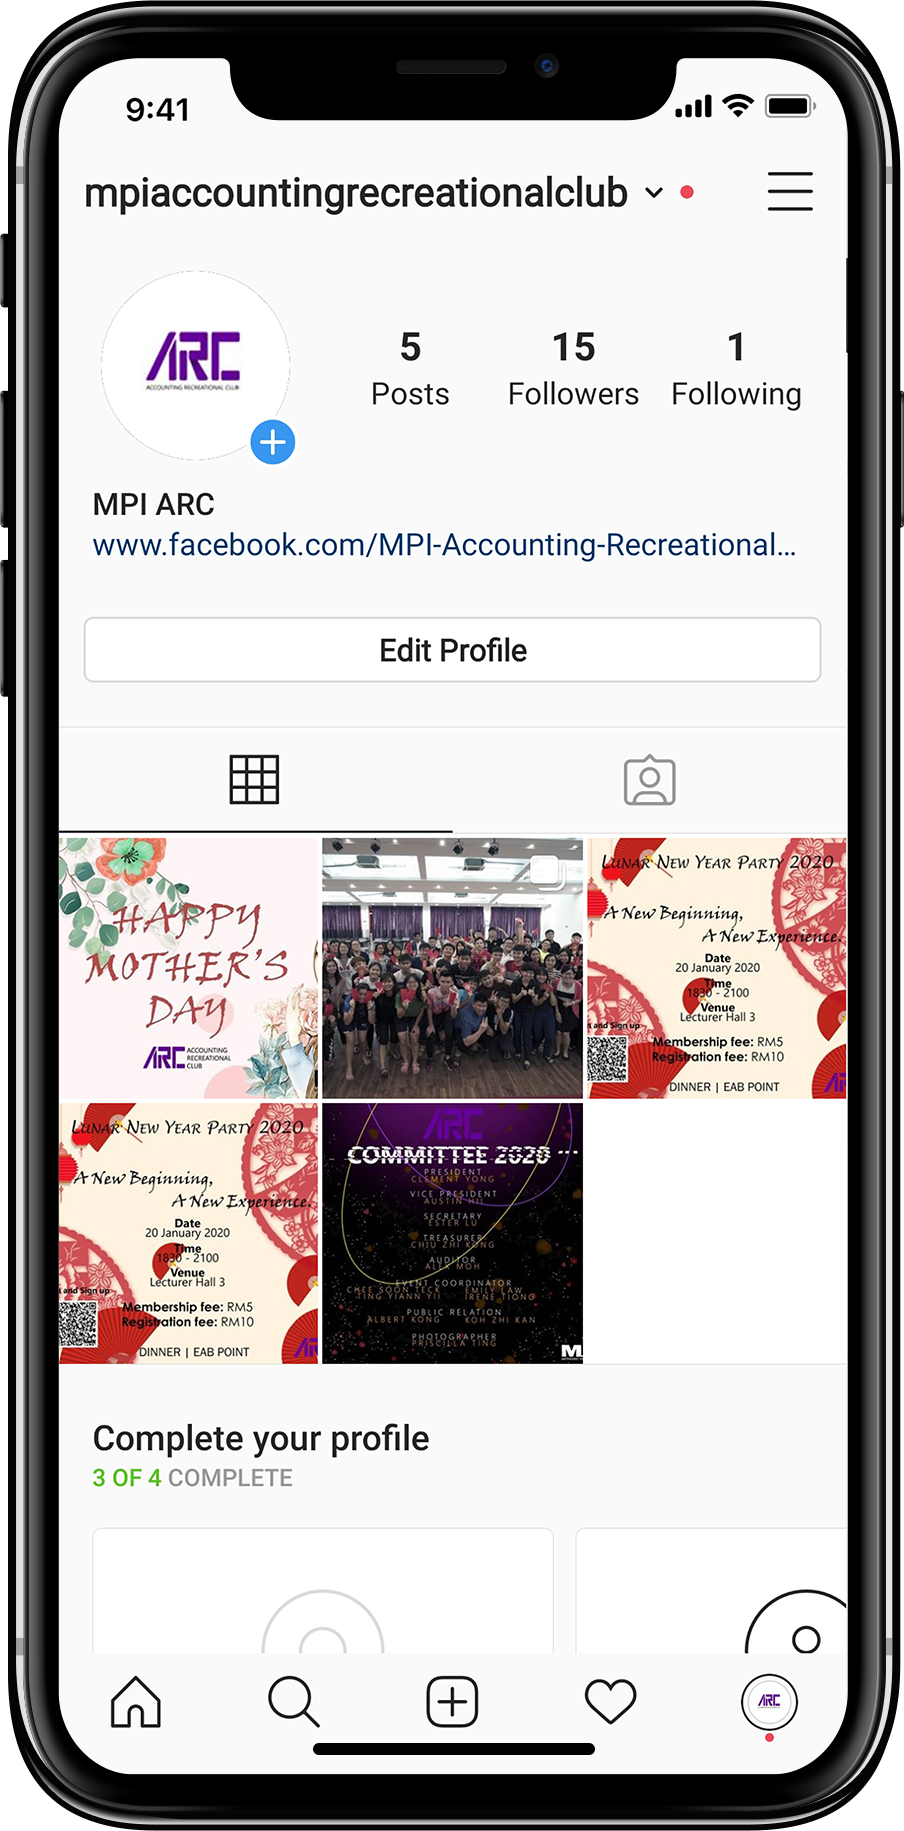 9:41
mpiaccountingrecreationalclub
ARC
ACCOUNTING RECREATIONAL CLUB
5
Posts
15
Followers
1
Following
MPI ARC
www.facebook.com/MPI-Accounting-Recreational...
Edit Profile
HAPPY
MOTHER'S
DAY
ARC ACCOUNTING
RECREATIONAL
CLUB
LUNAR NEW YEAR PARTY 2020
A New Beginning,
A New Experience.
Date
20 January 2020
Time
1830 - 2100
Venue
Lecturer Hall 3
and Sign up
Membership fee: RM5
Registration fee: RM10
DINNER | EAB POINT
LUNAR NEW YEAR PARTY 2020
A New Beginning,
A New Experience.
Date
20 January 2020
Time
1830 - 2100
Venue
Lecturer Hall 3
and Sign up
Membership fee: RM5
Registration fee: RM10
DINNER | EAB POINT
ARC
COMMITTEE 2020
PRESIDENT
CLEMENT YONG
VICE PRESIDENT
AUSTIN HII
SECRETARY
ESTER LU
TREASURER
CHIU ZHI KONG
AUDITOR
ALEX MOH
EVENT COORDINATOR
CHEE SOON TECK EMILY LAW
TING YIANN YII IRENE TIONG
PUBLIC RELATION
ALBERT KONG KOH ZHI KAN
PHOTOGRAPHER
PRISCILLA TING
Complete your profile
3 OF 4 COMPLETE
ARC